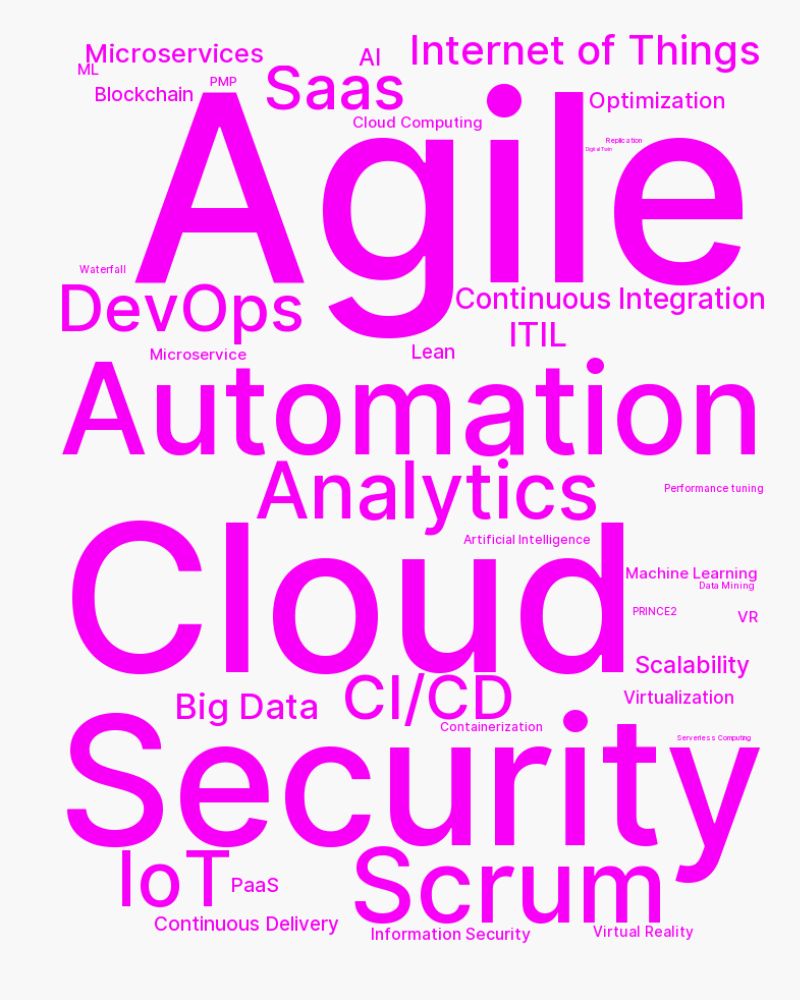 Internet of Things
Microservices
AI
ML
PMP
Saas
Blockchain
Optimization
Cloud Computing
Agile
Replication
Digital Twin
Waterfall
DevOps
Continuous Integration
ITIL
Microservice
Lean
Automation
Analytics
Performance tuning
Artificial Intelligence
Cloud
Machine Learning
Data Mining
PRINCE2
VR
Scalability
Big Data
CI/CD
Virtualization
Containerization
Serverless Computing
Security
IoT
PaaS
Scrum
Continuous Delivery
Information Security
Virtual Reality